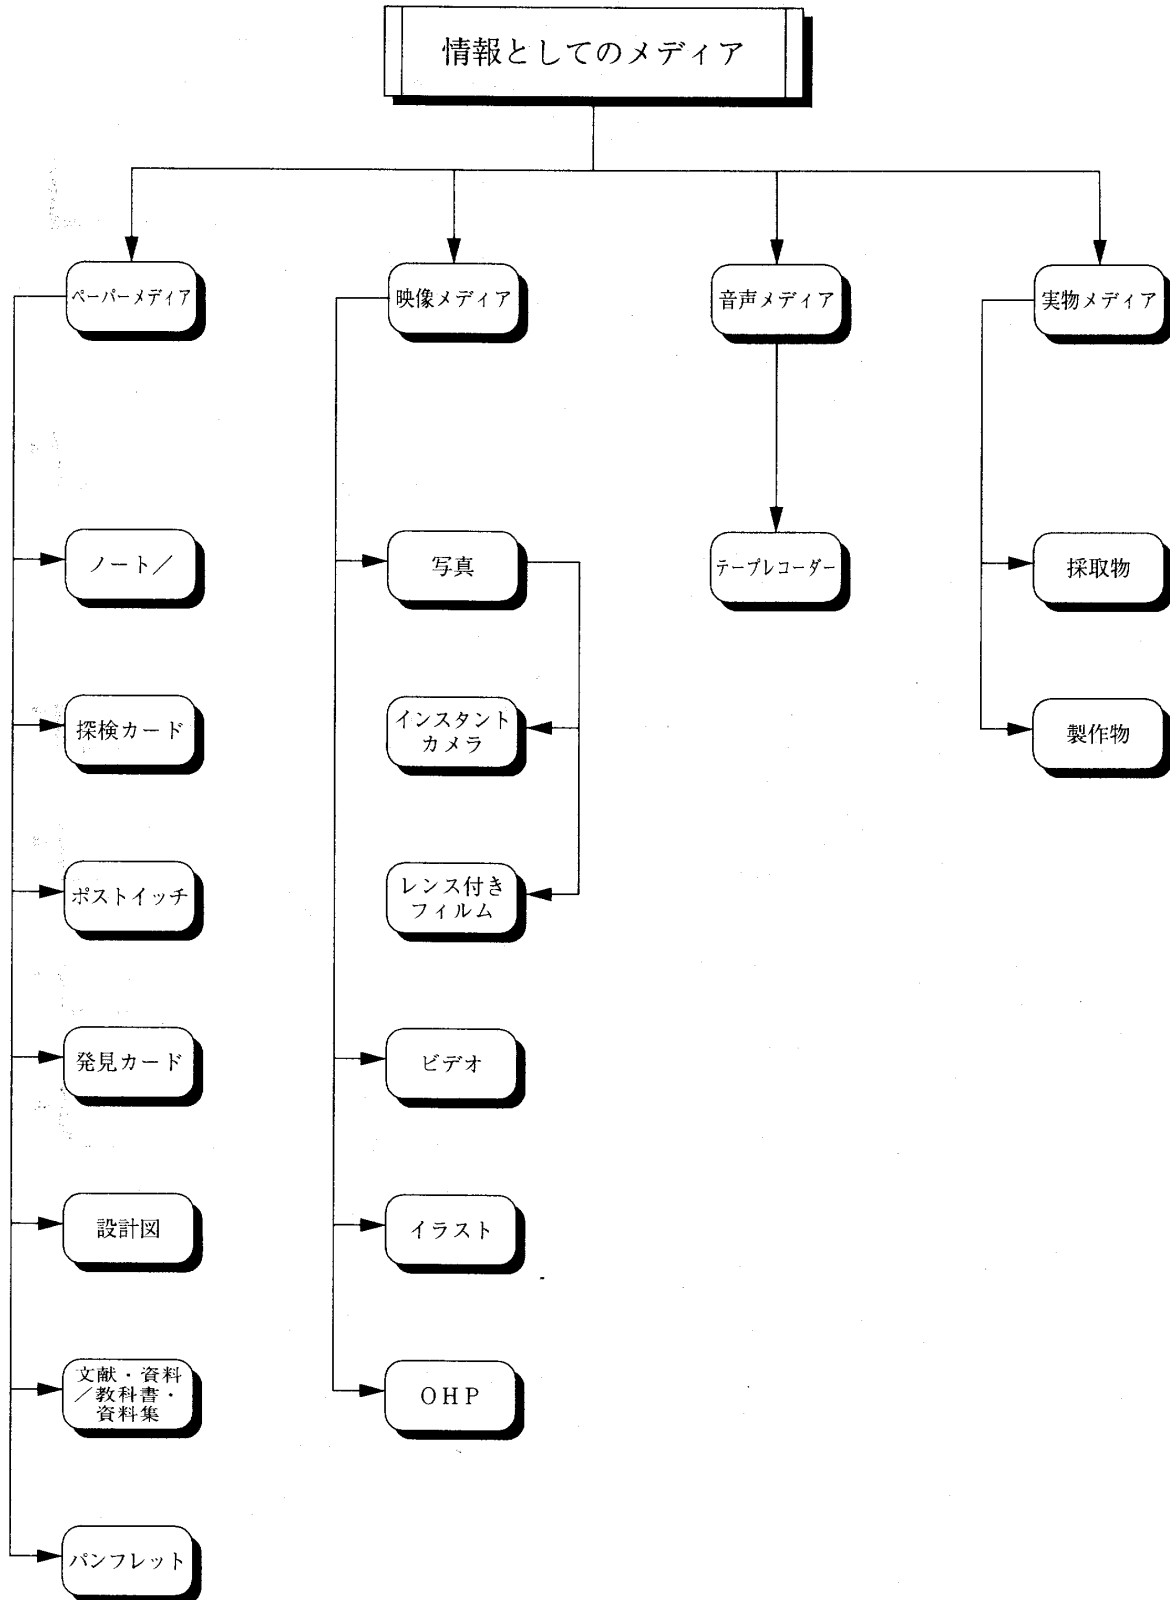 情報としてのメディア
ペーパーメディア
映像メディア
音声メディア
実物メディア
ノート／
探検カード
ポストイッチ
発見カード
設計図
文献・資料
／教科書・
資料集
パンフレット
写真
インスタント
カメラ
レンス付き
フィルム
ビデオ
イラスト
ＯＨＰ
テープレコーダー
採取物
製作物